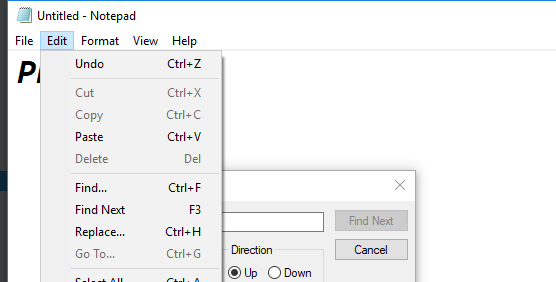 Untitled - Notepad
File Edit Format View Help
Undo Ctrl+Z
Cut Ctrl+X
Copy Ctrl+C
Paste Ctrl+V
Delete Del
Find... Ctrl+F
Find Next F3
Replace... Ctrl+H
Go To... Ctrl+G
Select All Ctrl+A
Find Next
Cancel
Direction
Up Down